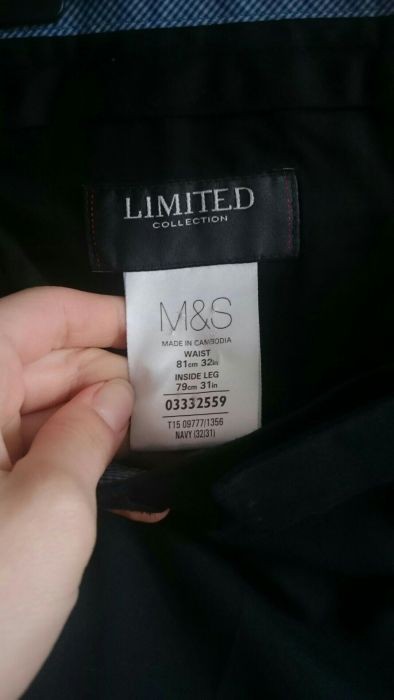 LIMITED
COLLECTION
M&S
MADE IN CAMBODIA
WAIST
81cm 32in
INSIDE LEG
79cm 31in
03332559
T15 09777/1356
NAVY (32/31)